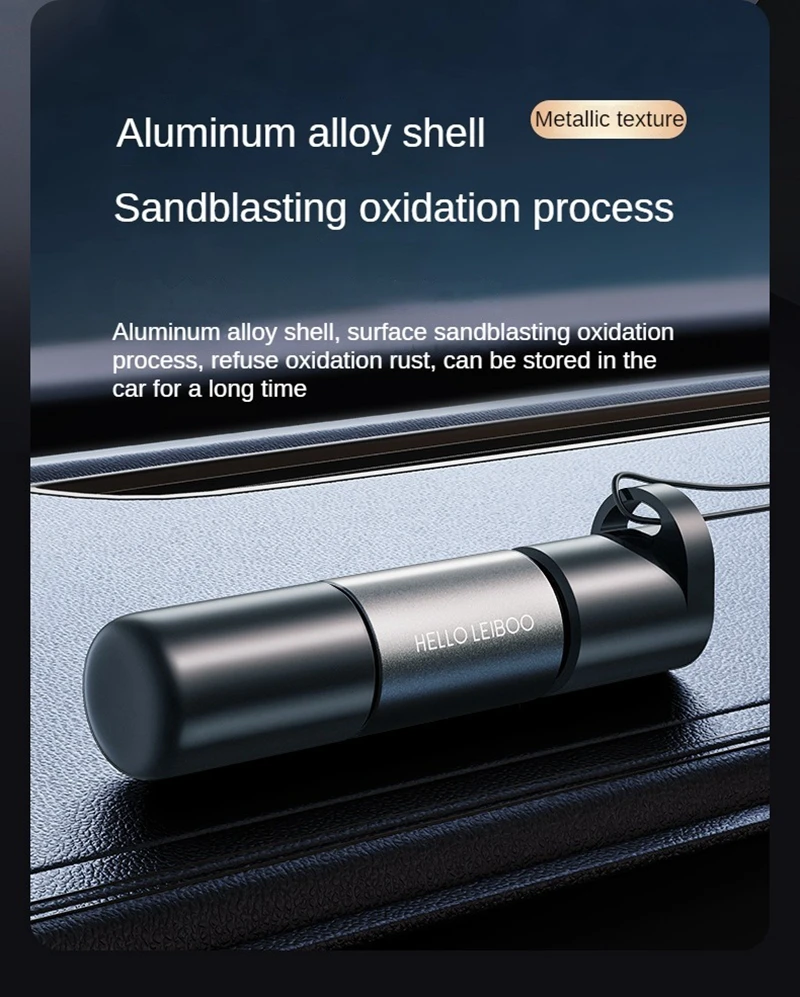 Aluminum alloy shell
Metallic texture
Sandblasting oxidation process
Aluminum alloy shell, surface sandblasting oxidation
process, refuse oxidation rust, can be stored in the
car for a long time
HELLO LEIBOO